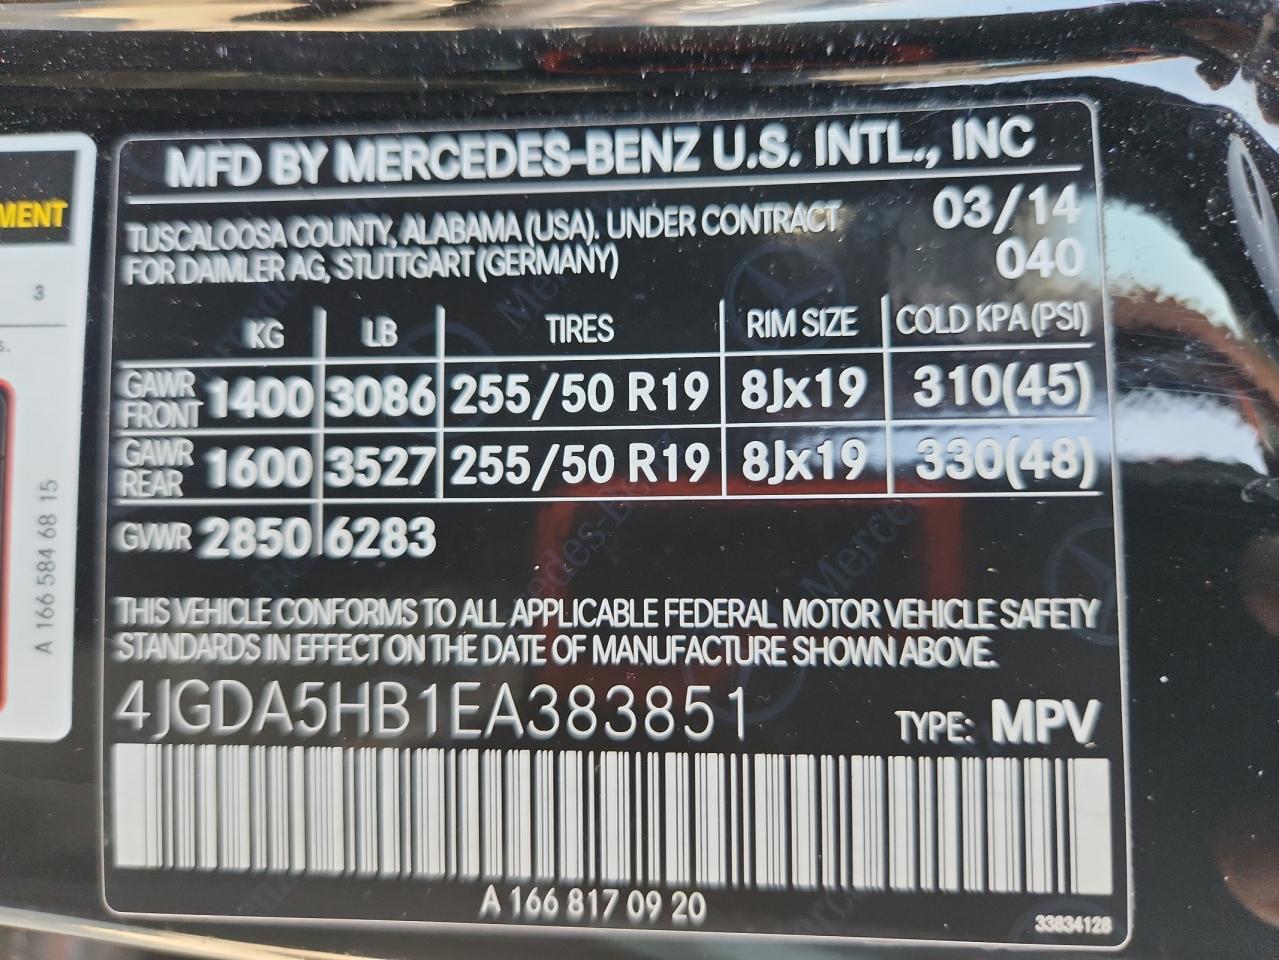 MENT
3
s.
A 166 584 68 15
MFD BY MERCEDES-BENZ U.S. INTL., INC
TUSCALOOSA COUNTY, ALABAMA (USA). UNDER CONTRACT 03/14
FOR DAIMLER AG, STUTTGART (GERMANY) 040
KG LB TIRES RIM SIZE COLD KPA (PSI)
GAWR FRONT 1400 3086 255/50 R19 8Jx19 310(45)
GAWR REAR 1600 3527 255/50 R19 8Jx19 330(48)
GVWR 2850 6283
THIS VEHICLE CONFORMS TO ALL APPLICABLE FEDERAL MOTOR VEHICLE SAFETY
STANDARDS IN EFFECT ON THE DATE OF MANUFACTURE SHOWN ABOVE.
4JGDA5HB1EA383851 TYPE: MPV
A 166 817 09 20
33834128